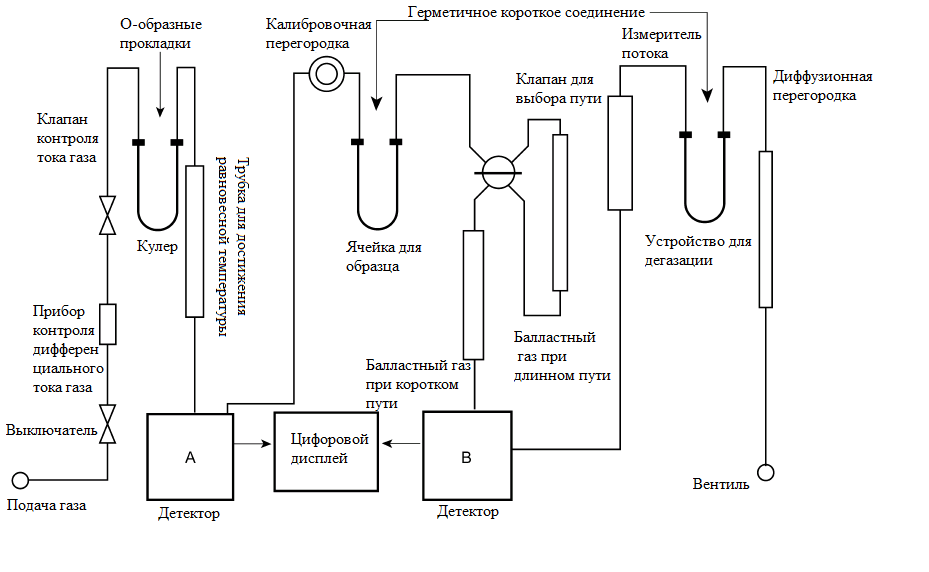 О-образные
прокладки
Калибровочная
перегородка
Герметичное короткое соединение
Измеритель
потока
Клапан для
выбора пути
Диффузионная
перегородка
Клапан
контроля
тока газа
Трубка для достижения
равновесной температуры
Кулер
Ячейка для
образца
Устройство для
дегазации
Прибор
контроля
дифферен
циального
тока газа
Балластный газ
при коротком
пути
Балластный
газ при
длинном пути
Выключатель
A
Цифоровой
дисплей
B
Вентиль
Подача газа
Детектор
Детектор